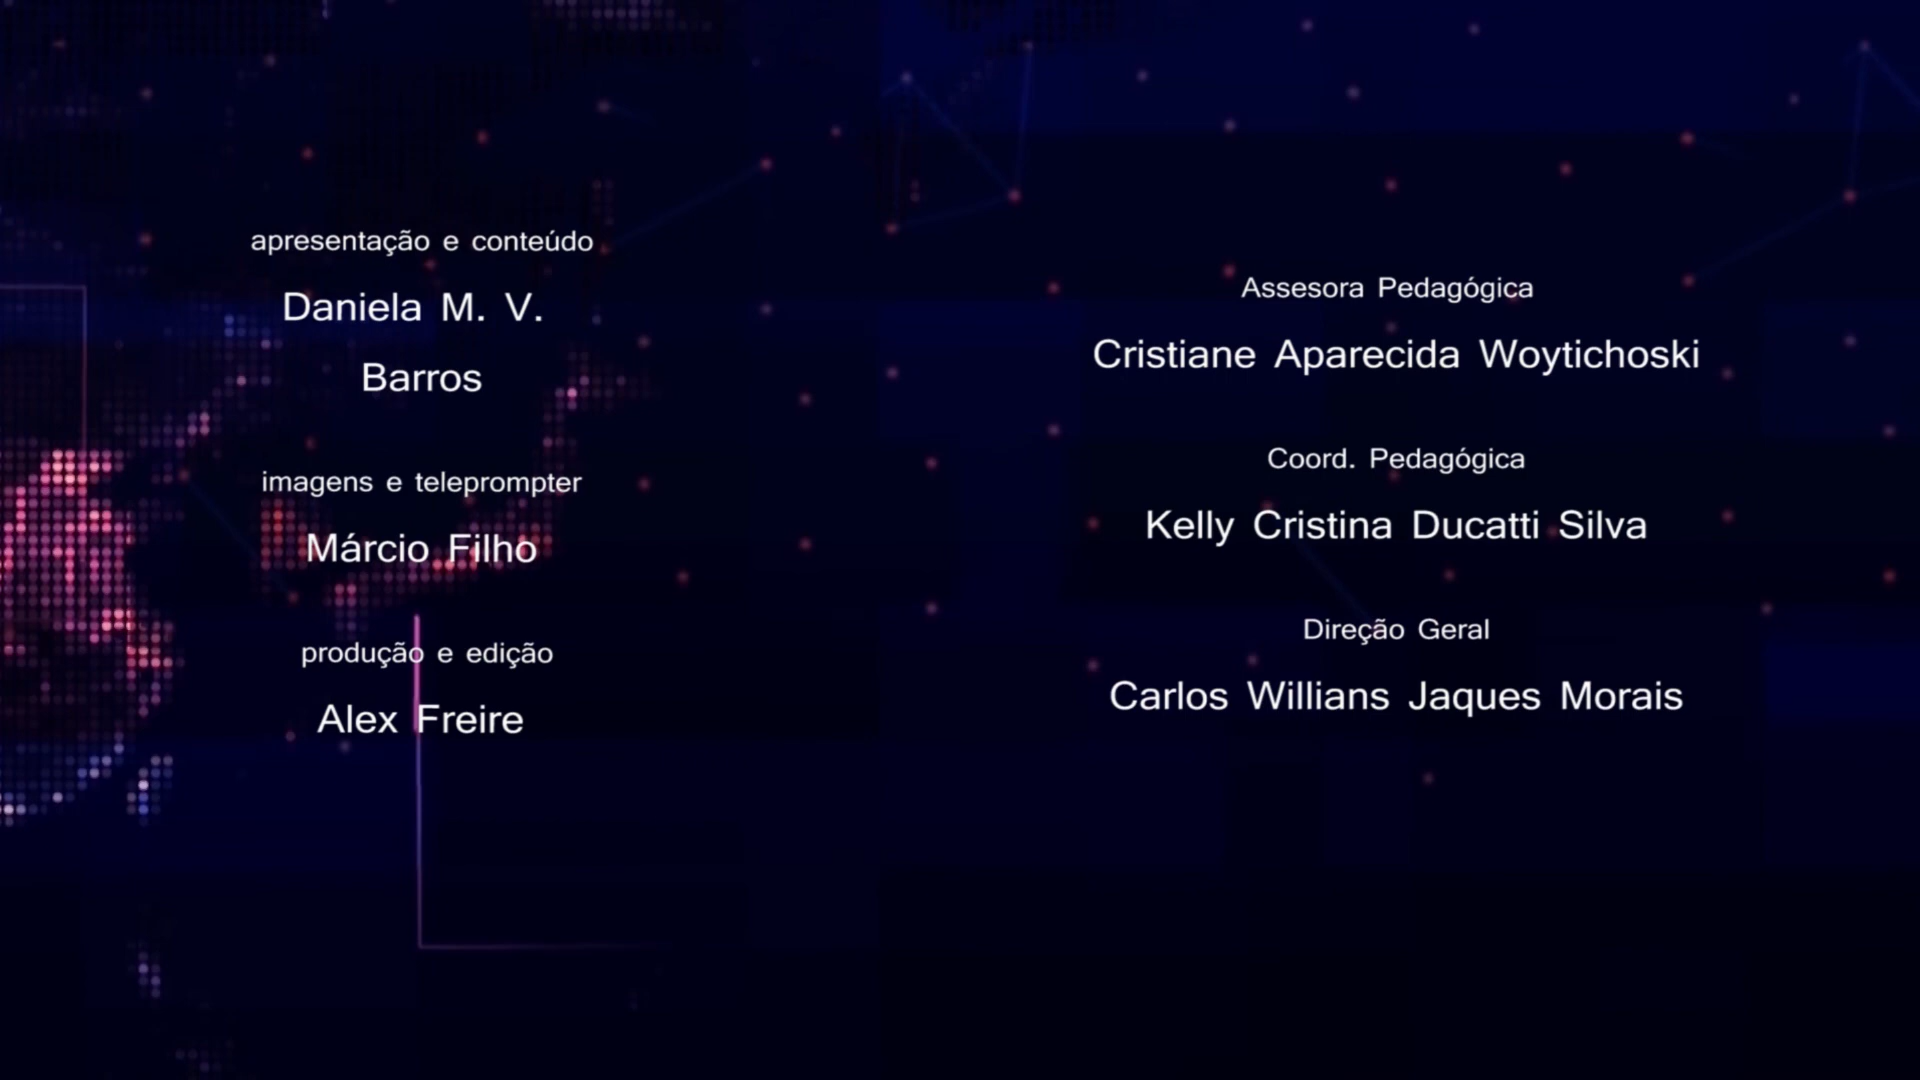 apresentação e conteúdo
Daniela M. V.
Barros
imagens e teleprompter
Márcio Filho
produção e edição
Alex Freire
Assesora Pedagógica
Cristiane Aparecida Woytichoski
Coord. Pedagógica
Kelly Cristina Ducatti Silva
Direção Geral
Carlos Willians Jaques Morais